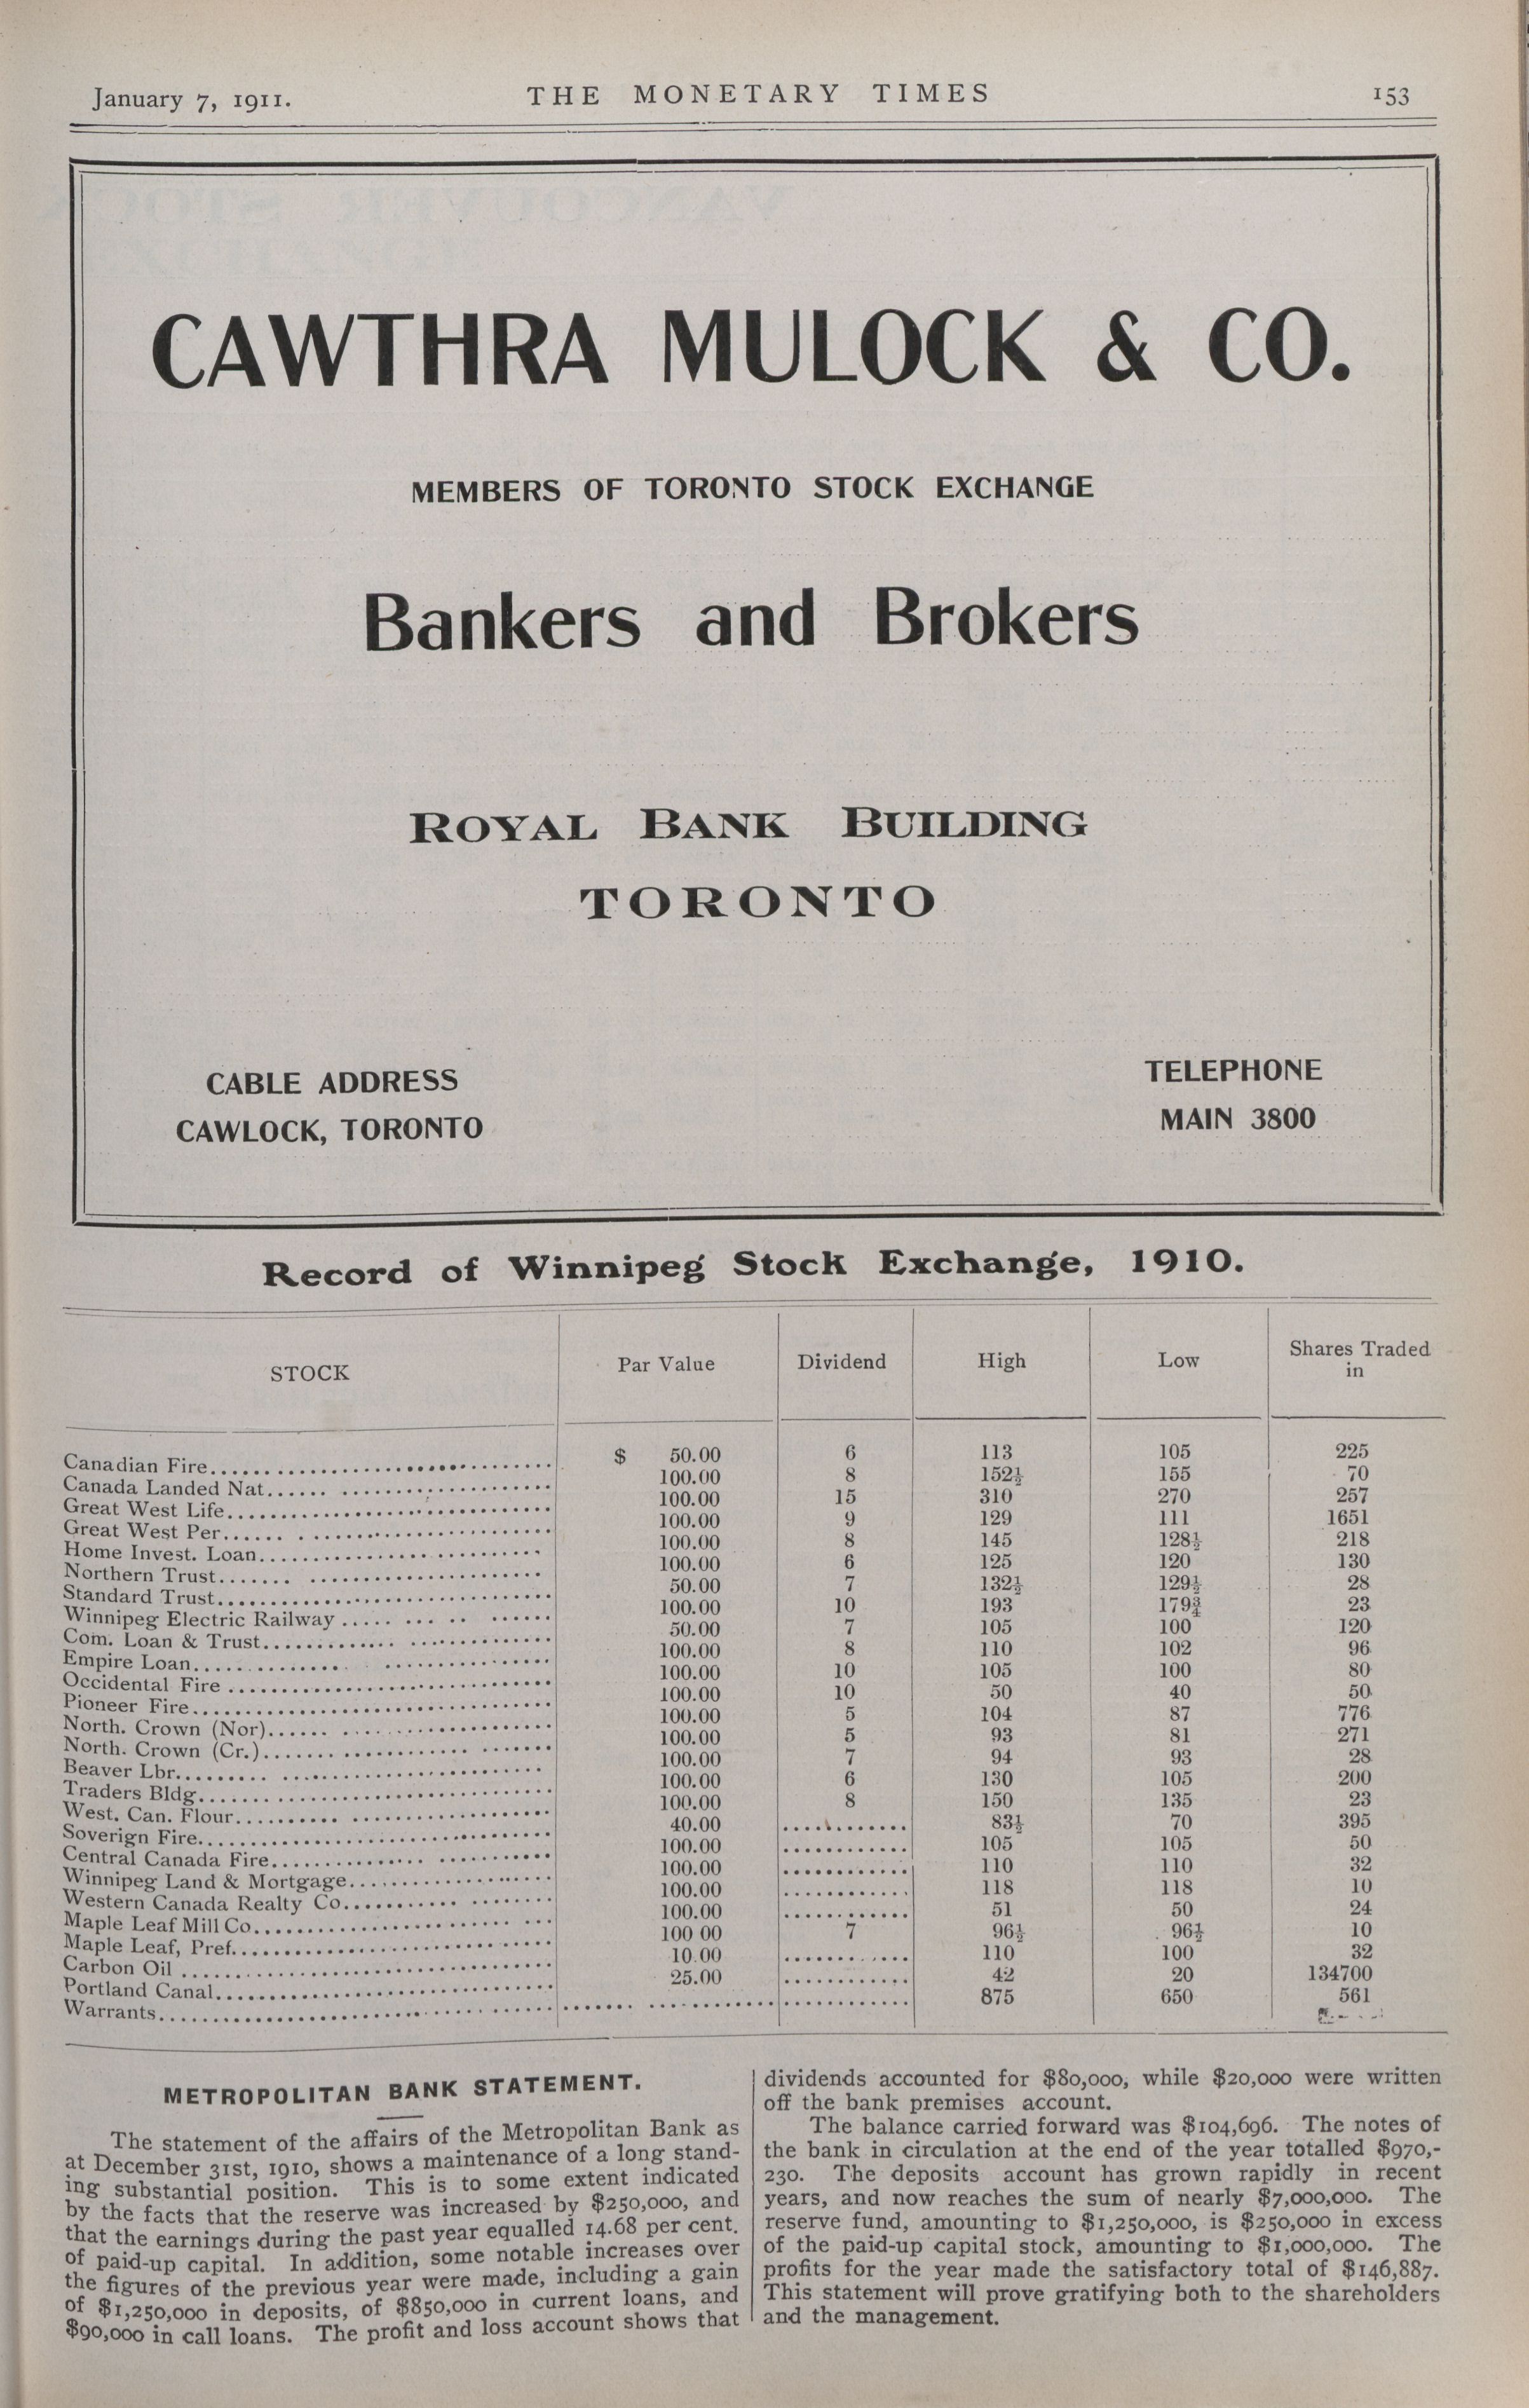 January 7, 1911.    THE MONETARY TIMES    153
CAWTHRA MULOCK & CO.
MEMBERS OF TORONTO STOCK EXCHANGE
Bankers and Brokers
ROYAL BANK BUILDING
TORONTO
CABLE ADDRESS    TELEPHONE
CAWLOCK, TORONTO    MAIN 3800
Record of Winnipeg Stock Exchange, 1910.
STOCK    Par Value    Dividend    High    Low    Shares Traded in
Canadian Fire    $ 50.00    6    113    105    225
Canada Landed Nat.    100.00    8    152½    155    70
Great West Life    100.00    15    310    270    257
Great West Per.    100.00    9    129    111    1651
Home Invest. Loan    100.00    8    145    128½    218
Northern Trust    100.00    6    125    120    130
Standard Trust    50.00    7    132½    129½    28
Winnipeg Electric Railway    100.00    10    193    179¾    23
Com. Loan & Trust    50.00    7    105    100    120
Empire Loan    100.00    8    110    102    96
Occidental Fire    100.00    10    105    100    80
Pioneer Fire    100.00    10    50    40    50
North. Crown (Nor)    100.00    5    104    87    776
North. Crown (Cr.)    100.00    5    93    81    271
Beaver Lbr.    100.00    7    94    93    28
Traders Bldg.    100.00    6    130    105    200
West. Can. Flour    100.00    8    150    135    23
Soverign Fire    40.00    ............    83½    70    395
Central Canada Fire    100.00    ............    105    105    50
Winnipeg Land & Mortgage    100.00    ............    110    110    32
Western Canada Realty Co.    100.00    ............    118    118    10
Maple Leaf Mill Co.    100.00    ............    51    50    24
Maple Leaf, Pref.    100 00    7    96½    96½    10
Carbon Oil    10.00    ............    110    100    32
Portland Canal    25.00    ............    42    20    134700
Warrants    ............    ............    875    650    561
METROPOLITAN BANK STATEMENT.
The statement of the affairs of the Metropolitan Bank as
at December 31st, 1910, shows a maintenance of a long stand-
ing substantial position. This is to some extent indicated
by the facts that the reserve was increased by $250,000, and
that the earnings during the past year equalled 14.68 per cent.
of paid-up capital. In addition, some notable increases over
the figures of the previous year were made, including a gain
of $1,250,000 in deposits, of $850,000 in current loans, and
$90,000 in call loans. The profit and loss account shows that
dividends accounted for $80,000, while $20,000 were written
off the bank premises account.
The balance carried forward was $104,696. The notes of
the bank in circulation at the end of the year totalled $970,-
230. The deposits account has grown rapidly in recent
years, and now reaches the sum of nearly $7,000,000. The
reserve fund, amounting to $1,250,000, is $250,000 in excess
of the paid-up capital stock, amounting to $1,000,000. The
profits for the year made the satisfactory total of $146,887.
This statement will prove gratifying both to the shareholders
and the management.